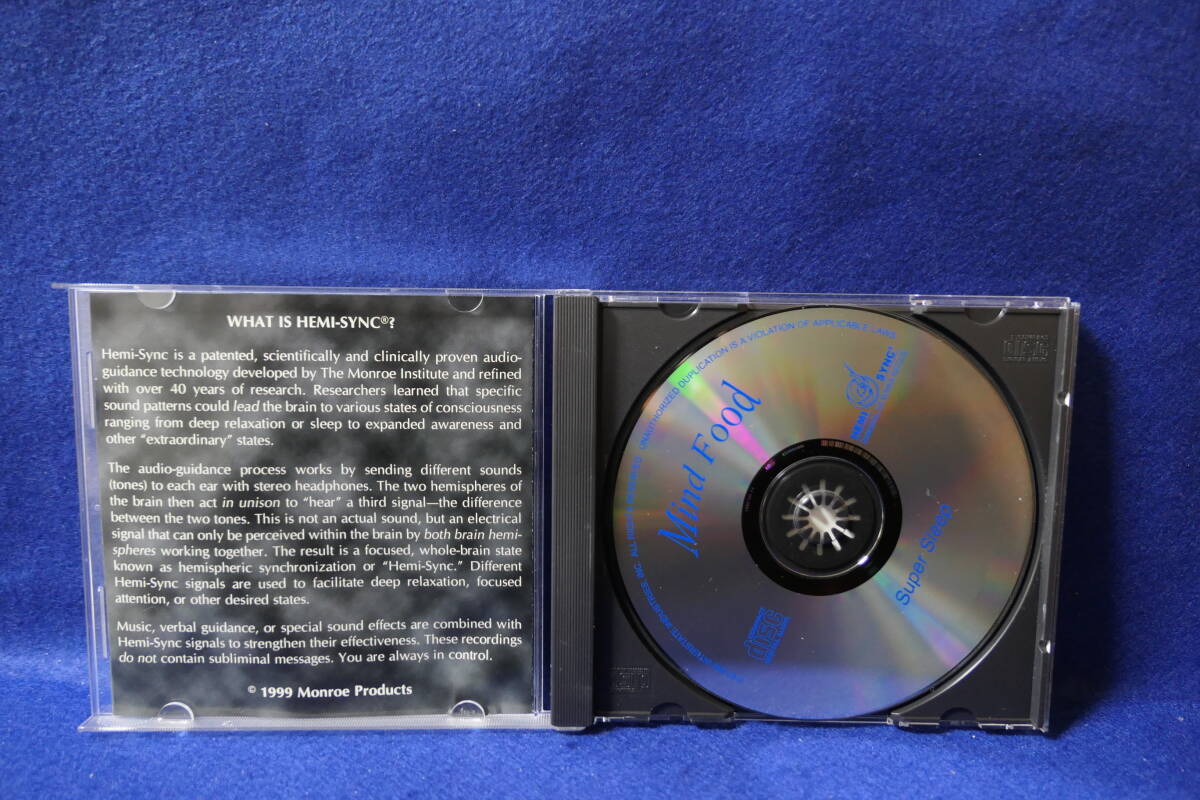 WHAT IS HEMI-SYNC®?
Hemi-Sync is a patented, scientifically and clinically proven audio-
guidance technology developed by The Monroe Institute and refined
with over 40 years of research. Researchers learned that specific
sound patterns could lead the brain to various states of consciousness
ranging from deep relaxation or sleep to expanded awareness and
other "extraordinary" states.
The audio-guidance process works by sending different sounds
(tones) to each ear with stereo headphones. The two hemispheres of
the brain then act in unison to "hear" a third signal—the difference
between the two tones. This is not an actual sound, but an electrical
signal that can only be perceived within the brain by both brain hemi-
spheres working together. The result is a focused, whole-brain state
known as hemispheric synchronization or "Hemi-Sync." Different
Hemi-Sync signals are used to facilitate deep relaxation, focused
attention, or other desired states.
Music, verbal guidance, or special sound effects are combined with
Hemi-Sync signals to strengthen their effectiveness. These recordings
do not contain subliminal messages. You are always in control.
© 1999 Monroe Products
Mind Food
Super Sleep
HEMI SYNC®
INTERSTATE INDUSTRIES INC. ALL RIGHTS RESERVED. UNAUTHORIZED DUPLICATION IS A VIOLATION OF APPLICABLE LAWS
COMPACT
disc